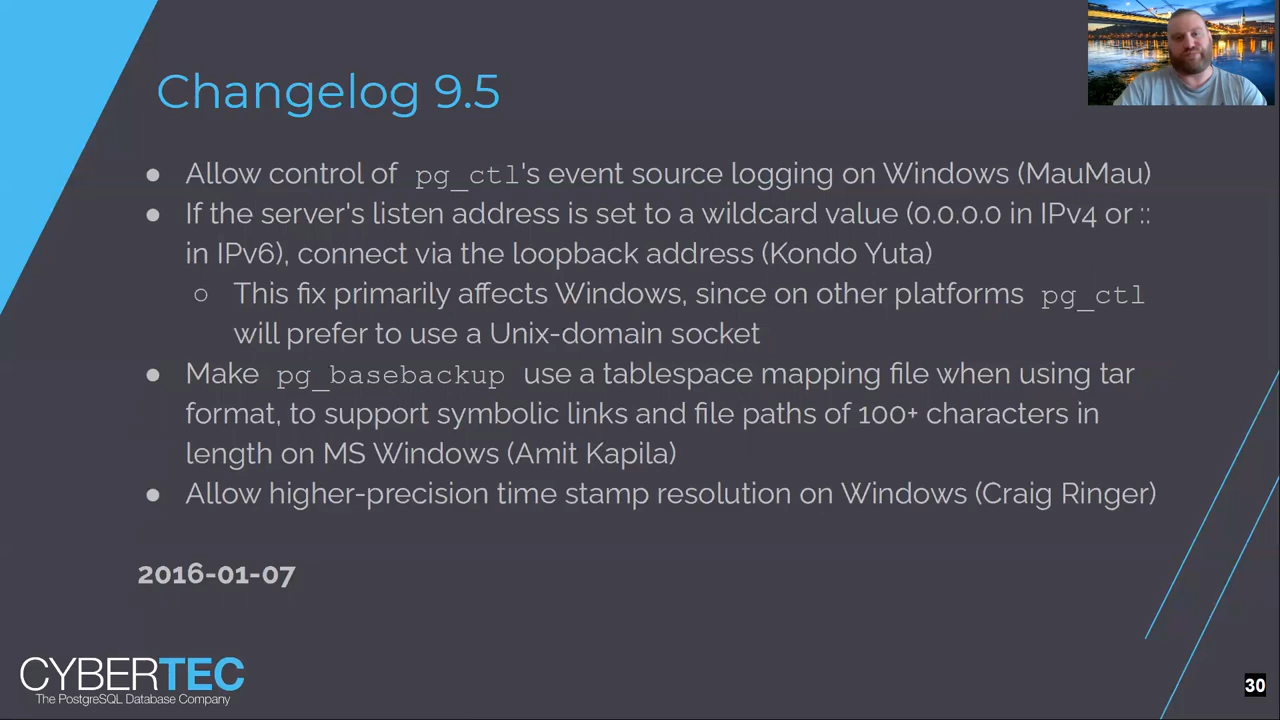 Changelog 9.5
● Allow control of pg_ctl's event source logging on Windows (MauMau)
● If the server's listen address is set to a wildcard value (0.0.0.0 in IPv4 or ::
in IPv6), connect via the loopback address (Kondo Yuta)
○ This fix primarily affects Windows, since on other platforms pg_ctl
will prefer to use a Unix-domain socket
● Make pg_basebackup use a tablespace mapping file when using tar
format, to support symbolic links and file paths of 100+ characters in
length on MS Windows (Amit Kapila)
● Allow higher-precision time stamp resolution on Windows (Craig Ringer)
2016-01-07
CYBERTEC
The PostgreSQL Database Company
30